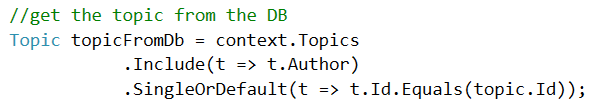 //get the topic from the DB
Topic topicFromDb = context.Topics
.Include(t => t.Author)
.SingleOrDefault(t => t.Id.Equals(topic.Id));